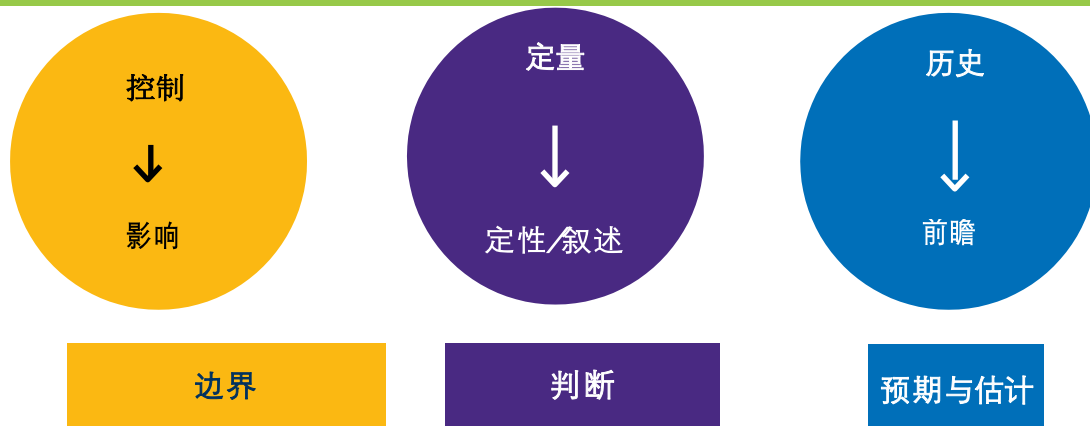 控制
↓
影响
定量
↓
定性/叙述
历史
↓
前瞻
边界
判断
预期与估计